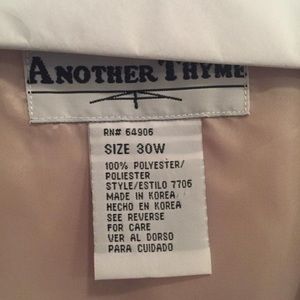 ANOTHER THYME
RN# 64906
SIZE 30W
100% POLYESTER/
POLIESTER
STYLE/ESTILO 7706
MADE IN KOREA
HECHO EN KOREA
SEE REVERSE
FOR CARE
VER AL DORSO
PARA CUIDADO